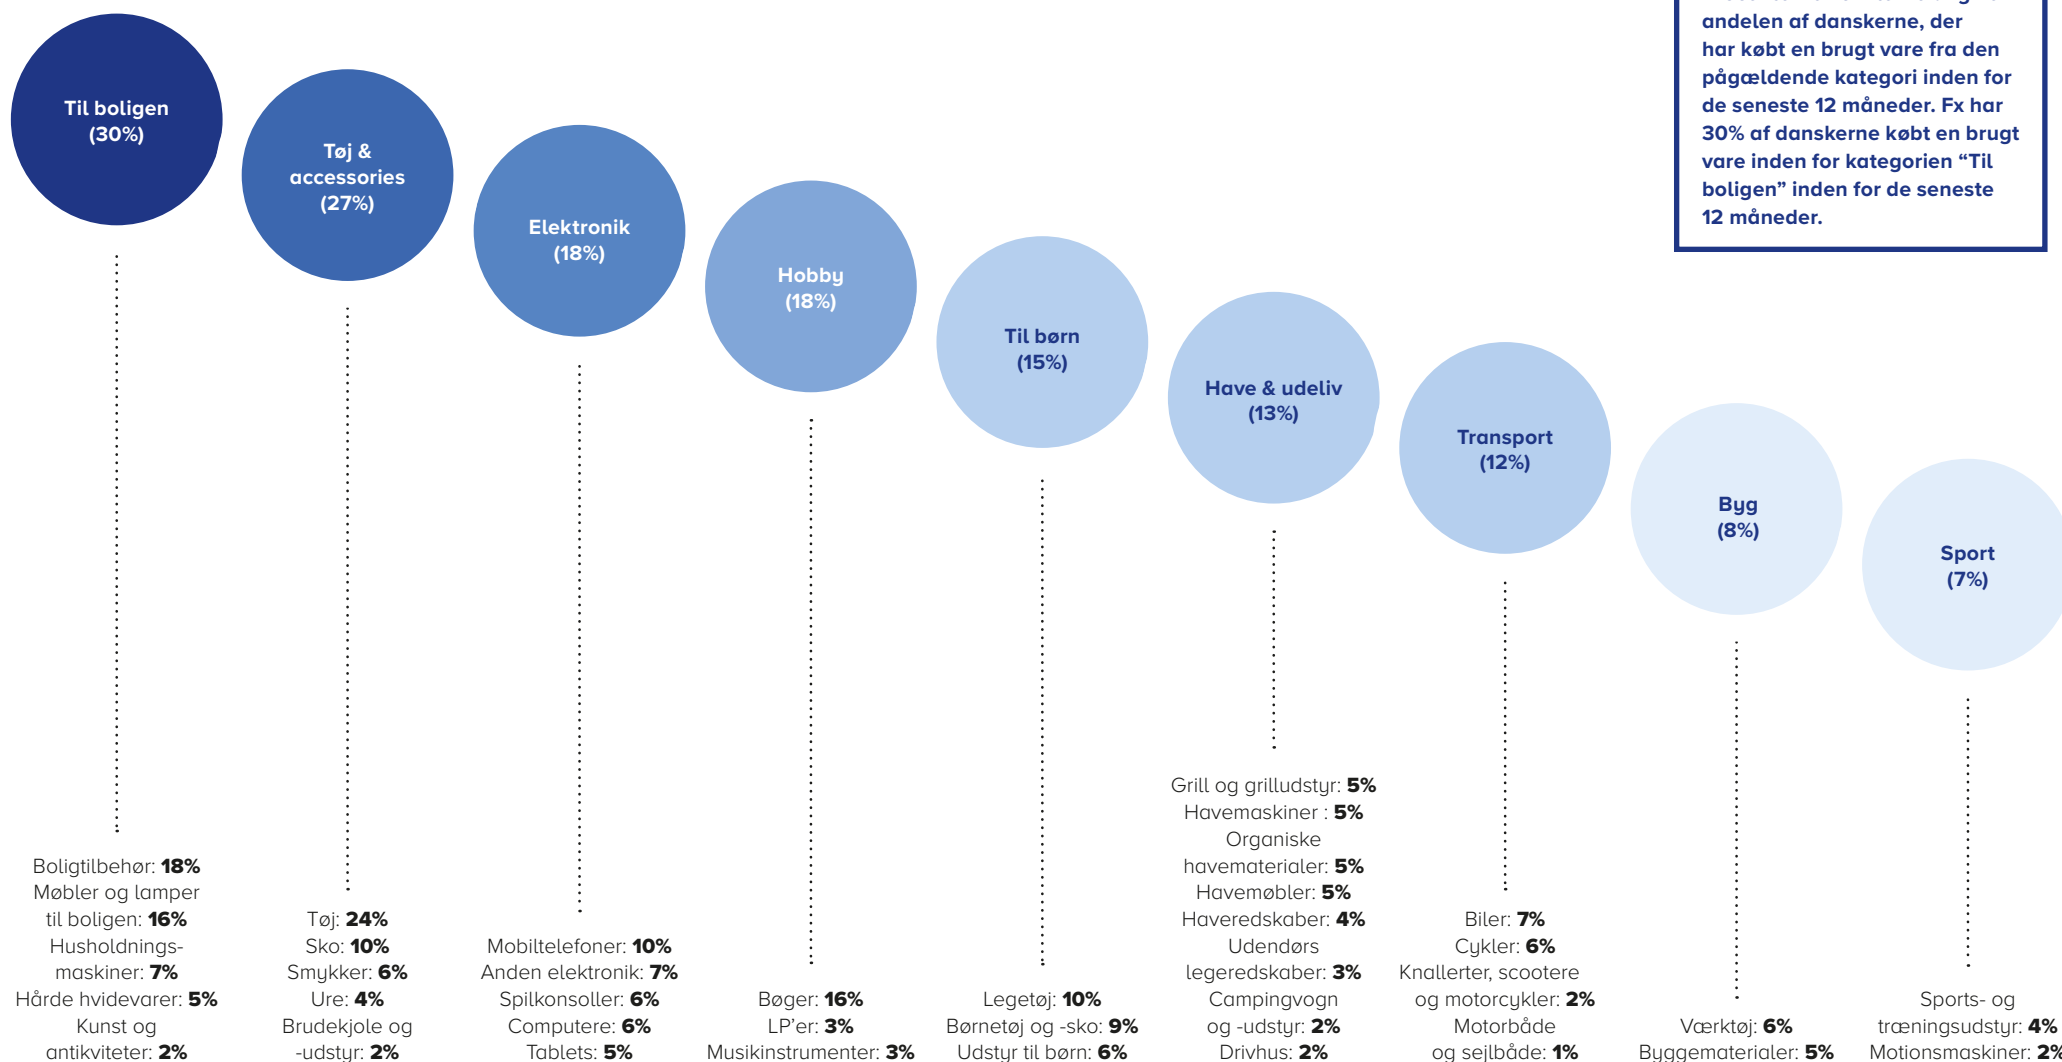 andelen af danskerne, der
har købt en brugt vare fra den
pågældende kategori inden for
de seneste 12 måneder. Fx har
30% af danskerne købt en brugt
vare inden for kategorien “Til
boligen” inden for de seneste
12 måneder.
Til boligen
(30%)
Boligtilbehør: 18%
Møbler og lamper
til boligen: 16%
Husholdnings-
maskiner: 7%
Hårde hvidevarer: 5%
Kunst og
antikviteter: 2%
Tøj &
accessories
(27%)
Tøj: 24%
Sko: 10%
Smykker: 6%
Ure: 4%
Brudekjole og
-udstyr: 2%
Elektronik
(18%)
Mobiltelefoner: 10%
Anden elektronik: 7%
Spilkonsoller: 6%
Computere: 6%
Tablets: 5%
Hobby
(18%)
Bøger: 16%
LP’er: 3%
Musikinstrumenter: 3%
Til børn
(15%)
Legetøj: 10%
Børnetøj og -sko: 9%
Udstyr til børn: 6%
Have & udeliv
(13%)
Grill og grilludstyr: 5%
Havemaskiner : 5%
Organiske
havematerialer: 5%
Havemøbler: 5%
Haveredskaber: 4%
Udendørs
legeredskaber: 3%
Campingvogn
og -udstyr: 2%
Drivhus: 2%
Transport
(12%)
Biler: 7%
Cykler: 6%
Knallerter, scootere
og motorcykler: 2%
Motorbåde
og sejlbåde: 1%
Byg
(8%)
Værktøj: 6%
Byggematerialer: 5%
Sport
(7%)
Sports- og
træningsudstyr: 4%
Motionsmaskiner: 2%